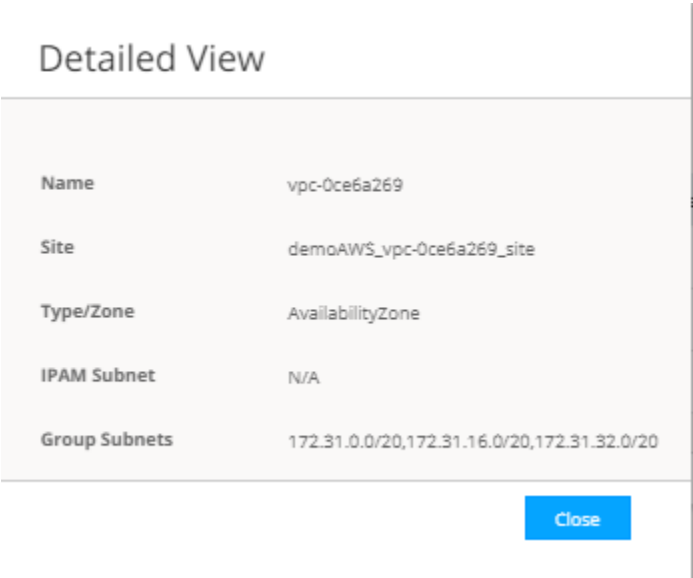 Detailed View
Name vpc-0ce6a269
Site demoAWS_vpc-0ce6a269_site
Type/Zone AvailabilityZone
IPAM Subnet N/A
Group Subnets 172.31.0.0/20,172.31.16.0/20,172.31.32.0/20
Close